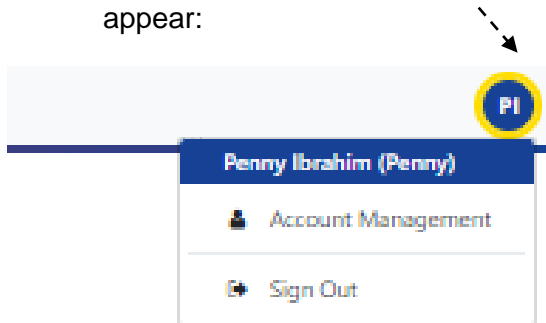 appear:
PI
Penny Ibrahim (Penny)
Account Management
Sign Out